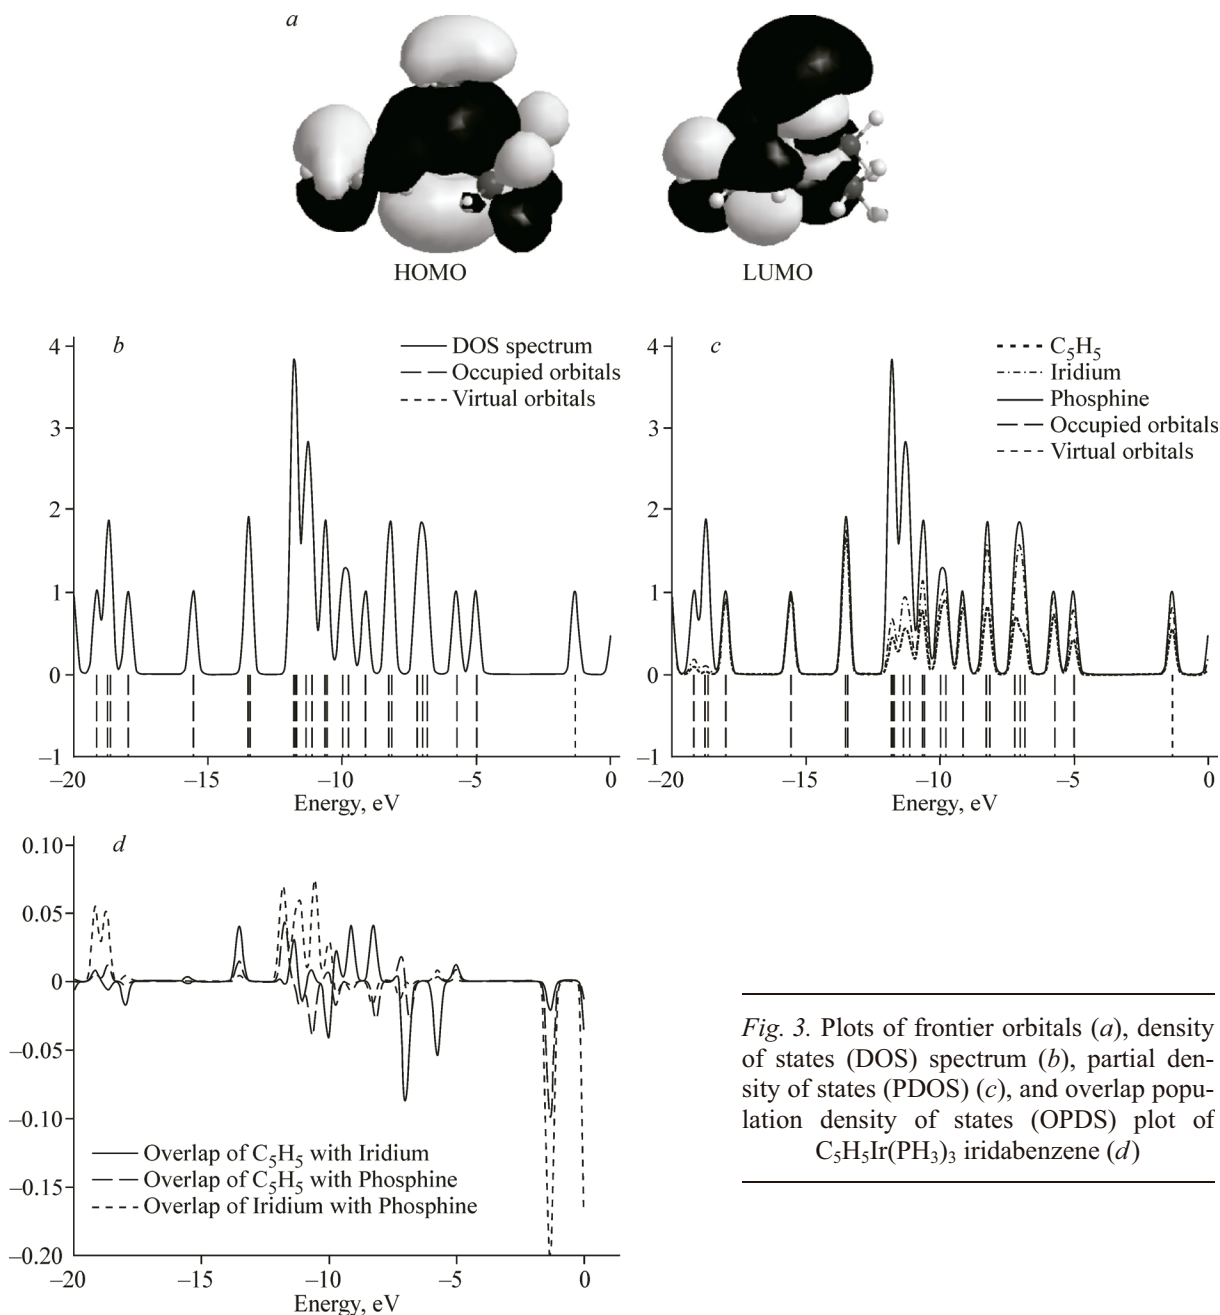 a
HOMO
LUMO
b
DOS spectrum
Occupied orbitals
Virtual orbitals
4
3
2
1
0
–1
–20
–15
–10
–5
0
Energy, eV
c
C5H5
Iridium
Phosphine
Occupied orbitals
Virtual orbitals
4
3
2
1
0
–1
–20
–15
–10
–5
0
Energy, eV
d
0.10
0.05
0
–0.05
–0.10
–0.15
–0.20
Overlap of C5H5 with Iridium
Overlap of C5H5 with Phosphine
Overlap of Iridium with Phosphine
–20
–15
–10
–5
0
Energy, eV
Fig. 3. Plots of frontier orbitals (a), density
of states (DOS) spectrum (b), partial den-
sity of states (PDOS) (c), and overlap popu-
lation density of states (OPDS) plot of
C5H5Ir(PH3)3 iridabenzene (d)